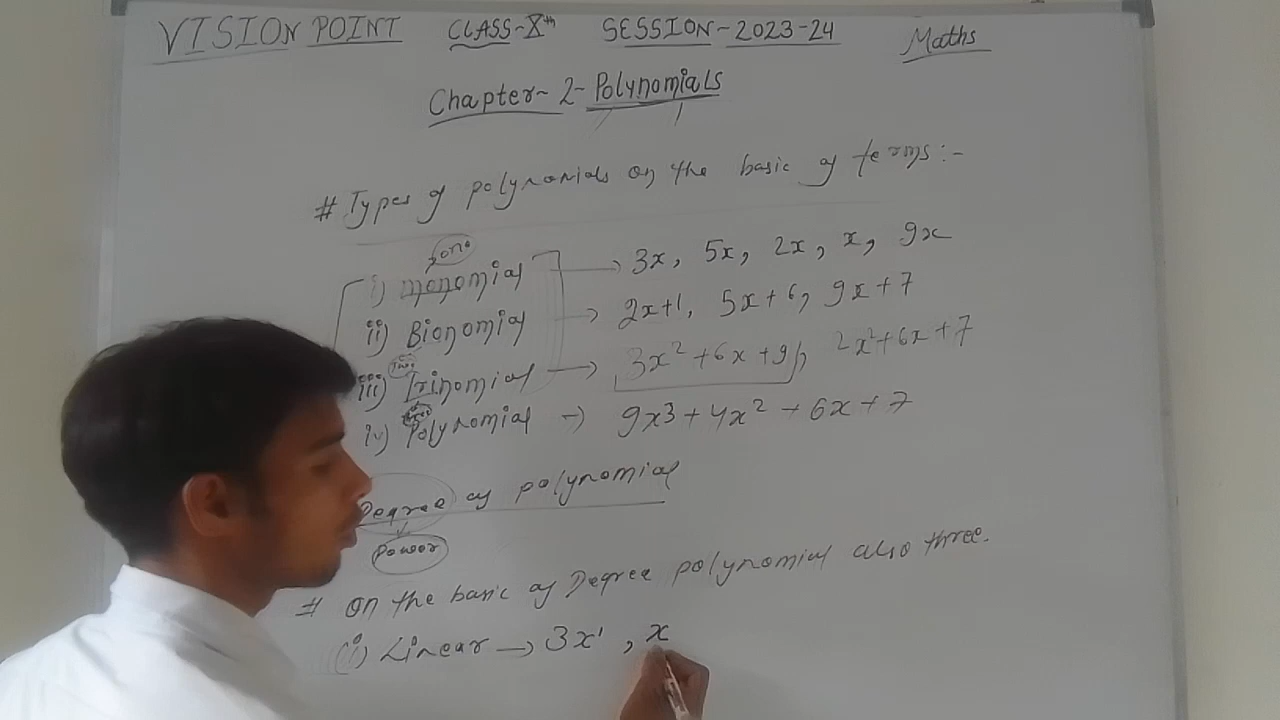 VISION POINT CLASS-Xth SESSION-2023-24 Maths
Chapter-2-Polynomials
# Types of polynomials on the basic of terms:-
one
i) monomial → 3x, 5x, 2x, x, 9x
ii) Bionomial → 2x+1, 5x+6, 9x+7
iii) Trinomial → 3x²+6x+9, 2x²+6x+7
iv) Polynomial → 9x³+4x²+6x+7
Degree of polynomial
Power
# On the basic of Degree polynomial also three.
(i) Linear → 3x¹, x